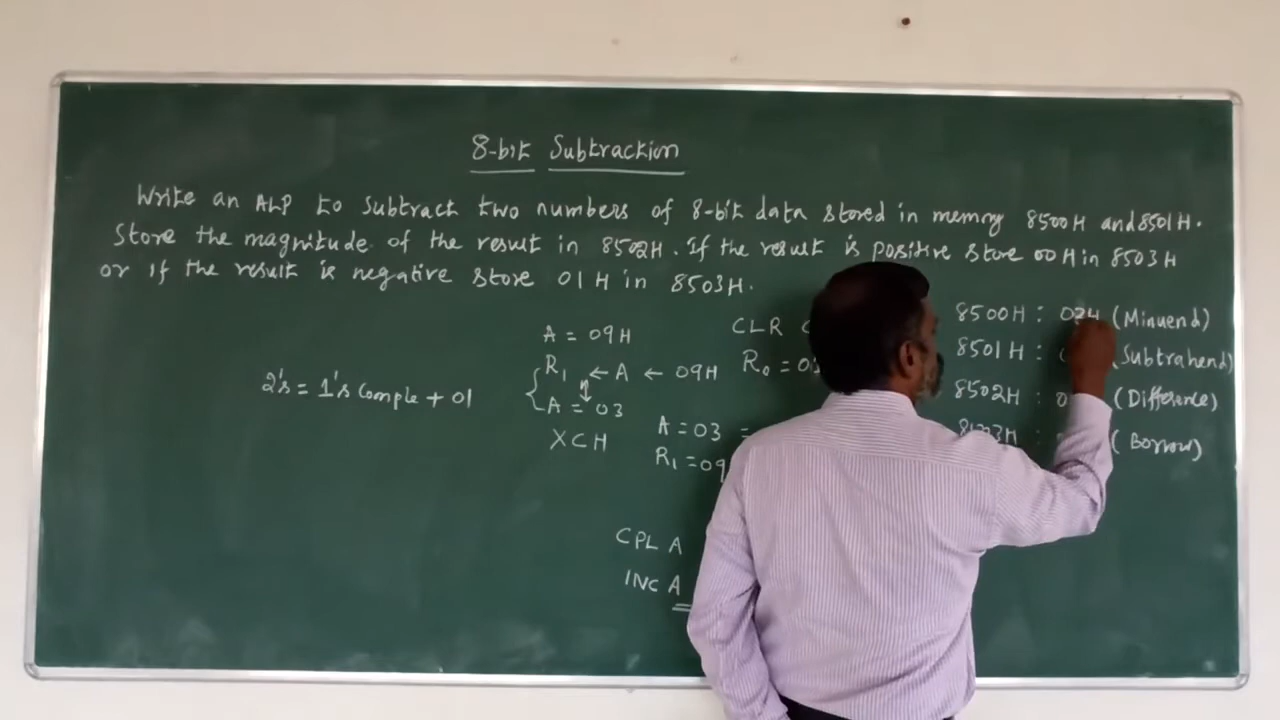 8-bit Subtraction
Write an ALP to subtract two numbers of 8-bit data stored in memry 8500H and 8501H.
Store the magnitude of the result in 8502H. If the result is positive store 00H in 8503H
or if the result is negative store 01H in 8503H.
2's = 1's Comple + 01
A = 09H
R1 ← A ← 09H
A = 03
XCH
A = 03 =
R1 = 09
CPL A
INC A
CLR
R0 =
8500H : (Minuend)
8501H : (Subtrahend)
8502H : (Difference)
(Borrow)